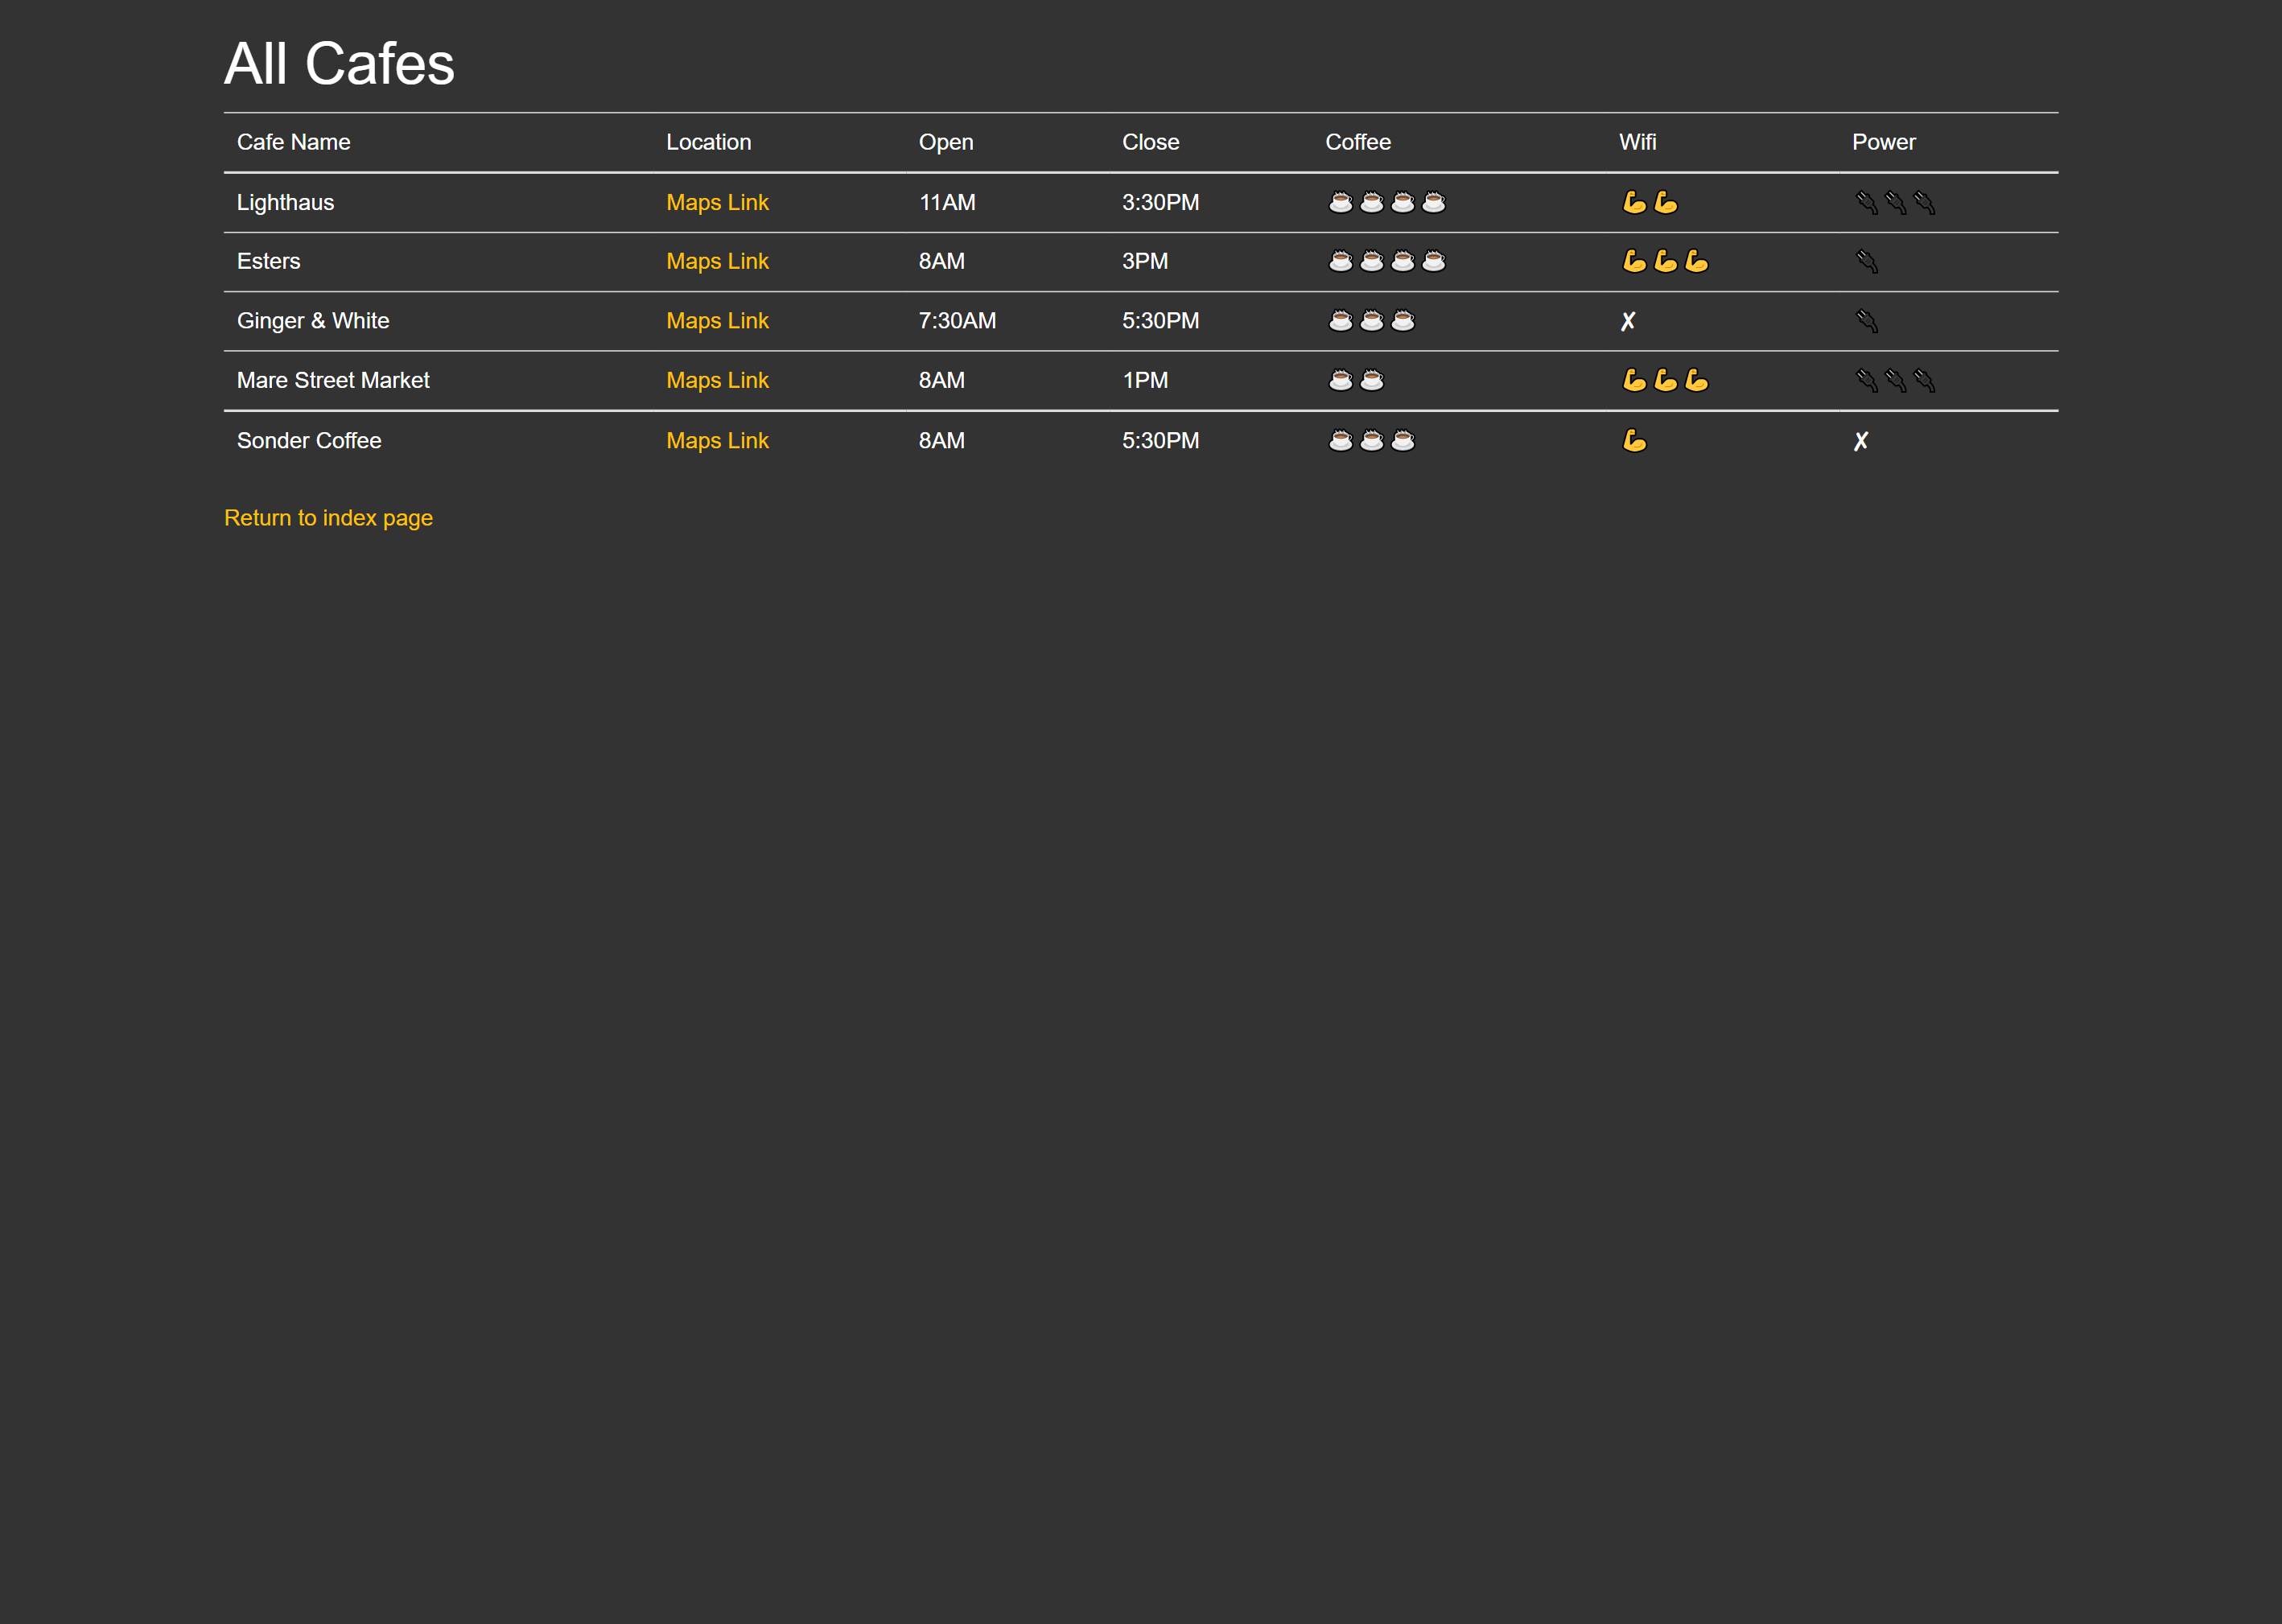 All Cafes
Cafe Name Location Open Close Coffee Wifi Power
Lighthaus Maps Link 11AM 3:30PM ☕☕☕☕ 💪💪 🔌🔌🔌
Esters Maps Link 8AM 3PM ☕☕☕☕ 💪💪💪 🔌
Ginger & White Maps Link 7:30AM 5:30PM ☕☕☕ ✘ 🔌
Mare Street Market Maps Link 8AM 1PM ☕☕ 💪💪💪 🔌🔌🔌
Sonder Coffee Maps Link 8AM 5:30PM ☕☕☕ 💪 ✘
Return to index page